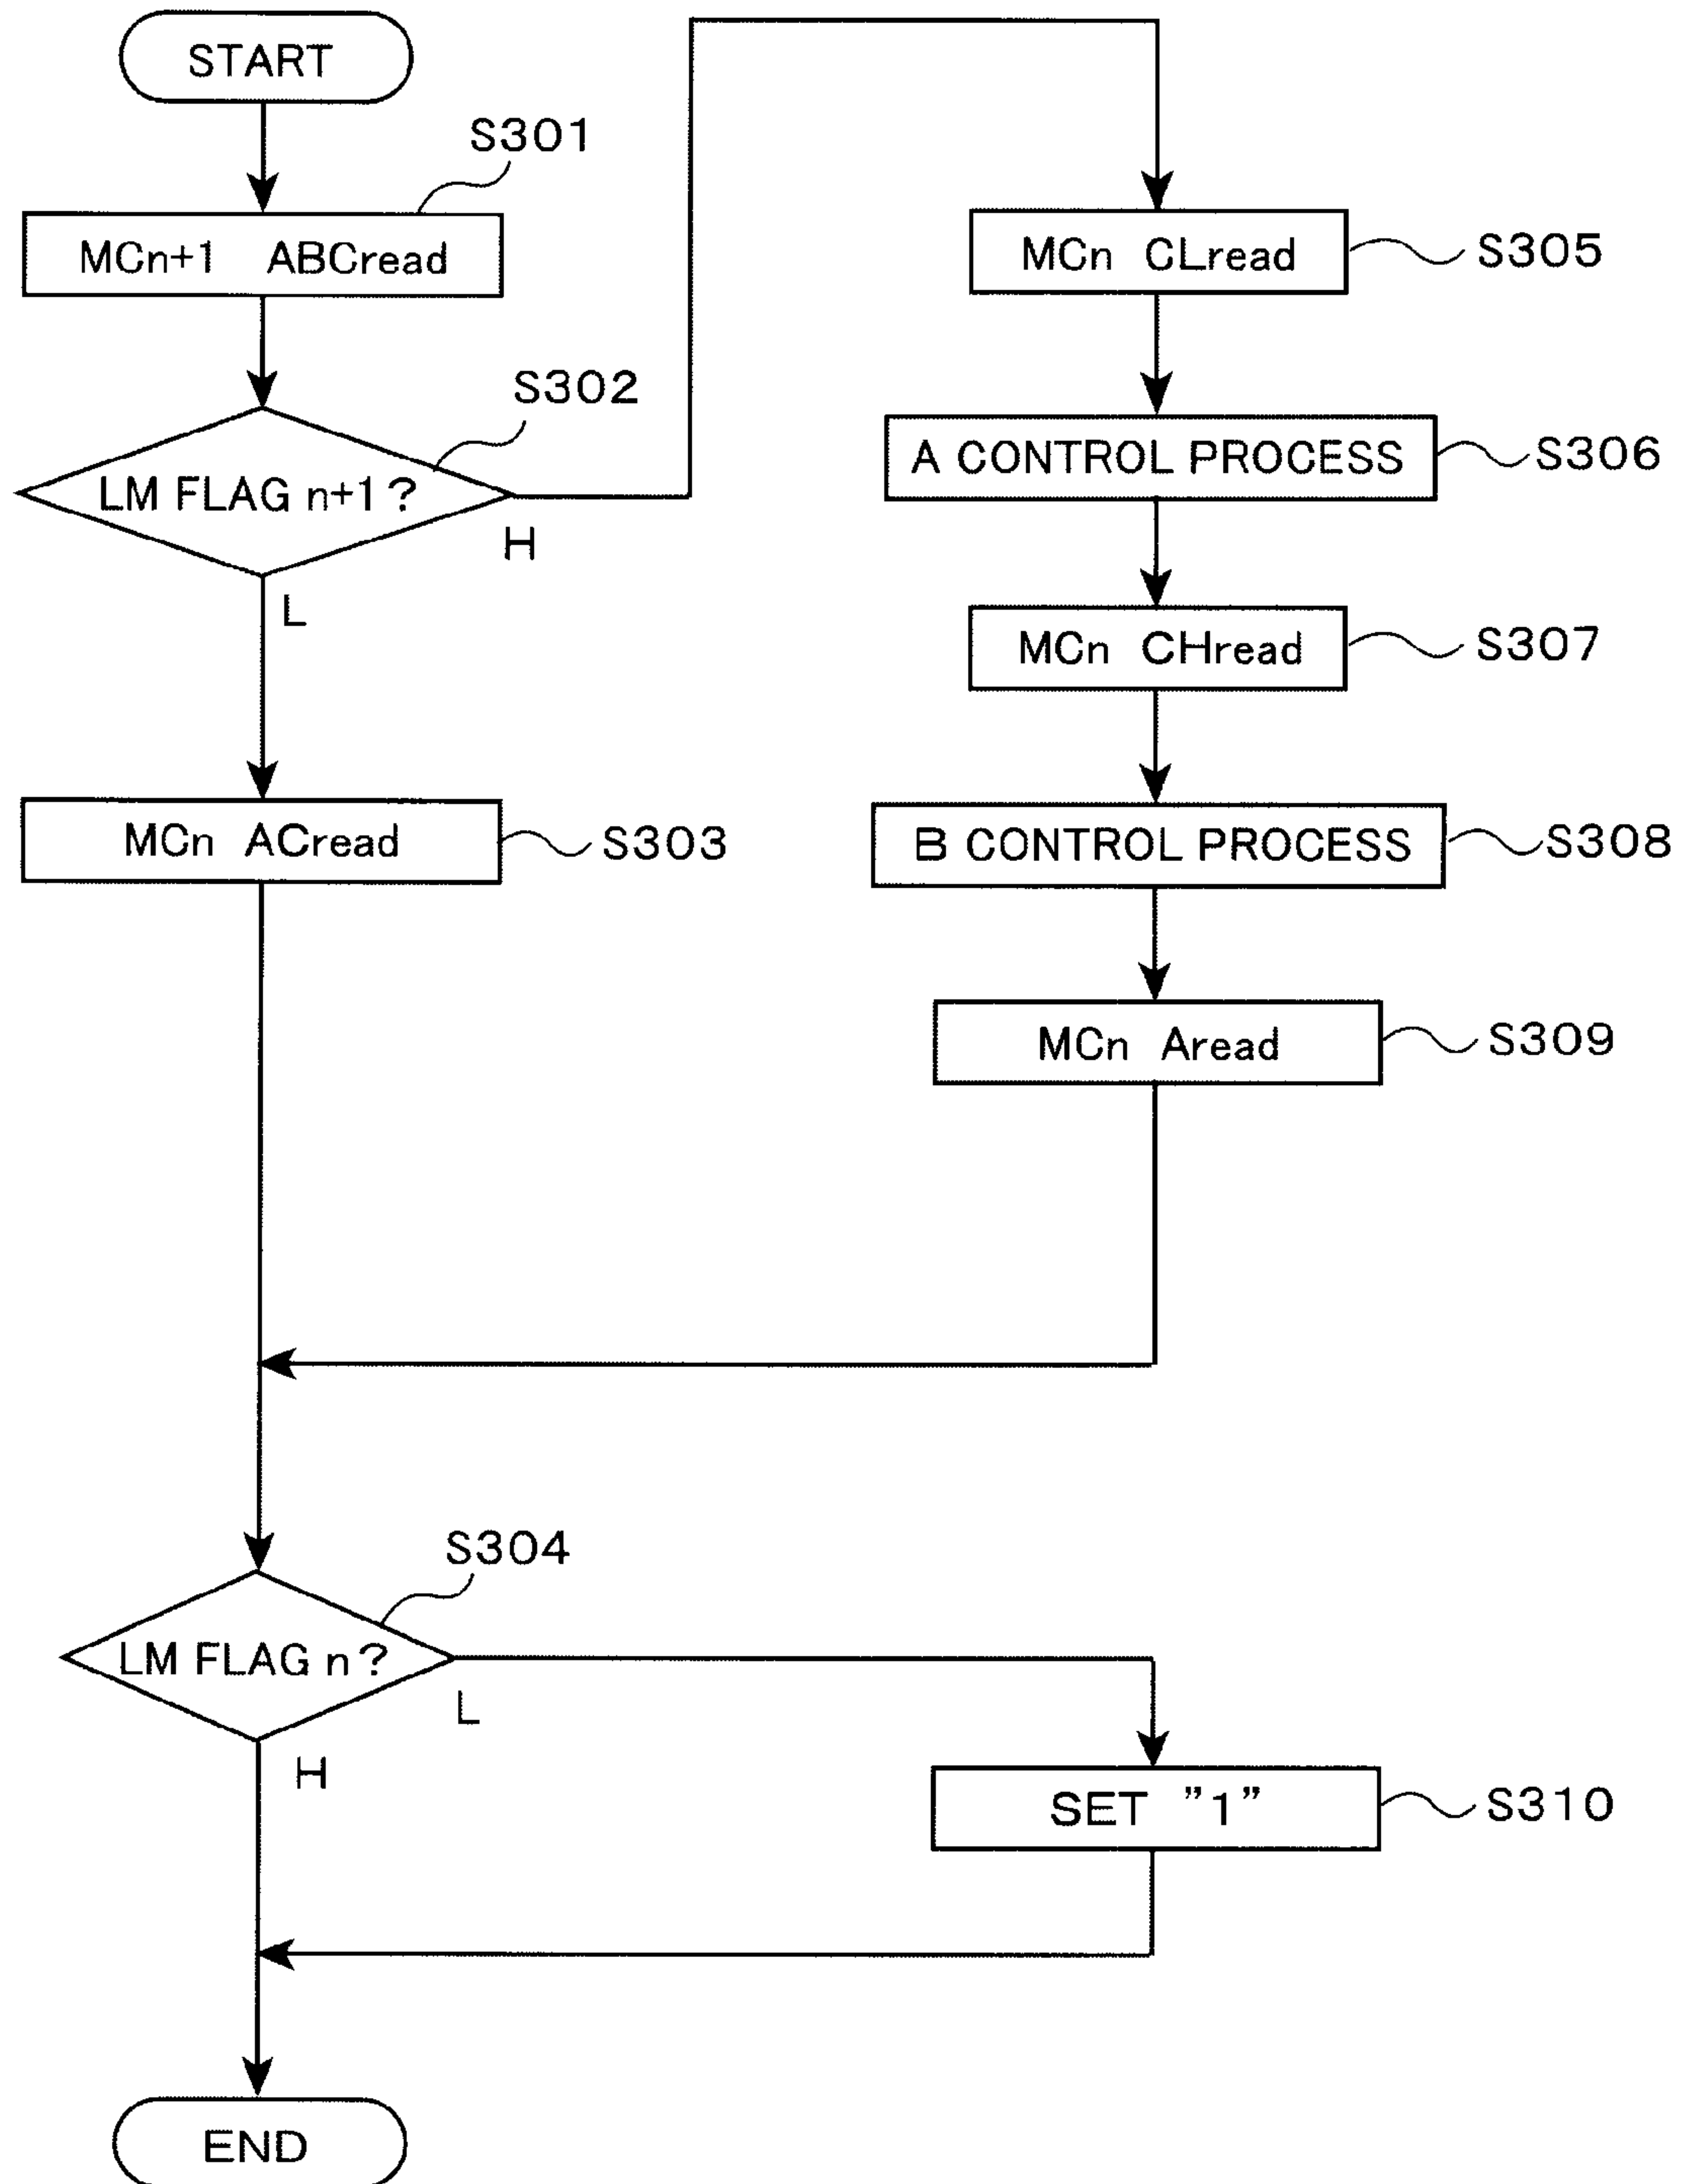 START
S301
MCn+1 ABCread
S302
LM FLAG n+1?
H
L
MCn ACread
S303
MCn CLread
S305
A CONTROL PROCESS
S306
MCn CHread
S307
B CONTROL PROCESS
S308
MCn Aread
S309
S304
LM FLAG n?
L
H
SET ”1”
S310
END